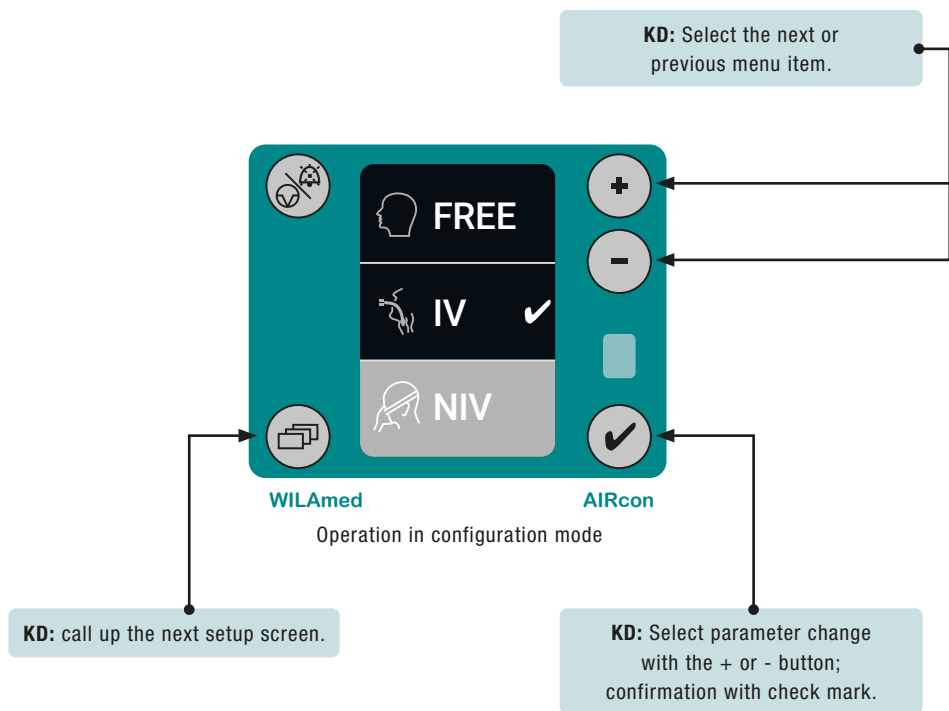 KD: Select the next or
previous menu item.
+
-
FREE
IV ✔
NIV
✔
WILAmed
AIRcon
Operation in configuration mode
KD: call up the next setup screen.
KD: Select parameter change
with the + or - button;
confirmation with check mark.